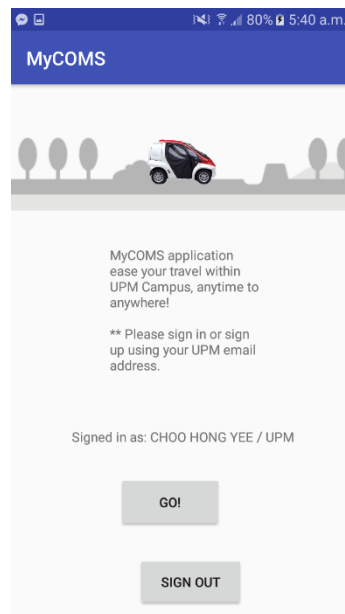 80% 5:40 a.m.
MyCOMS
MyCOMS application
ease your travel within
UPM Campus, anytime to
anywhere!
** Please sign in or sign
up using your UPM email
address.
Signed in as: CHOO HONG YEE / UPM
GO!
SIGN OUT